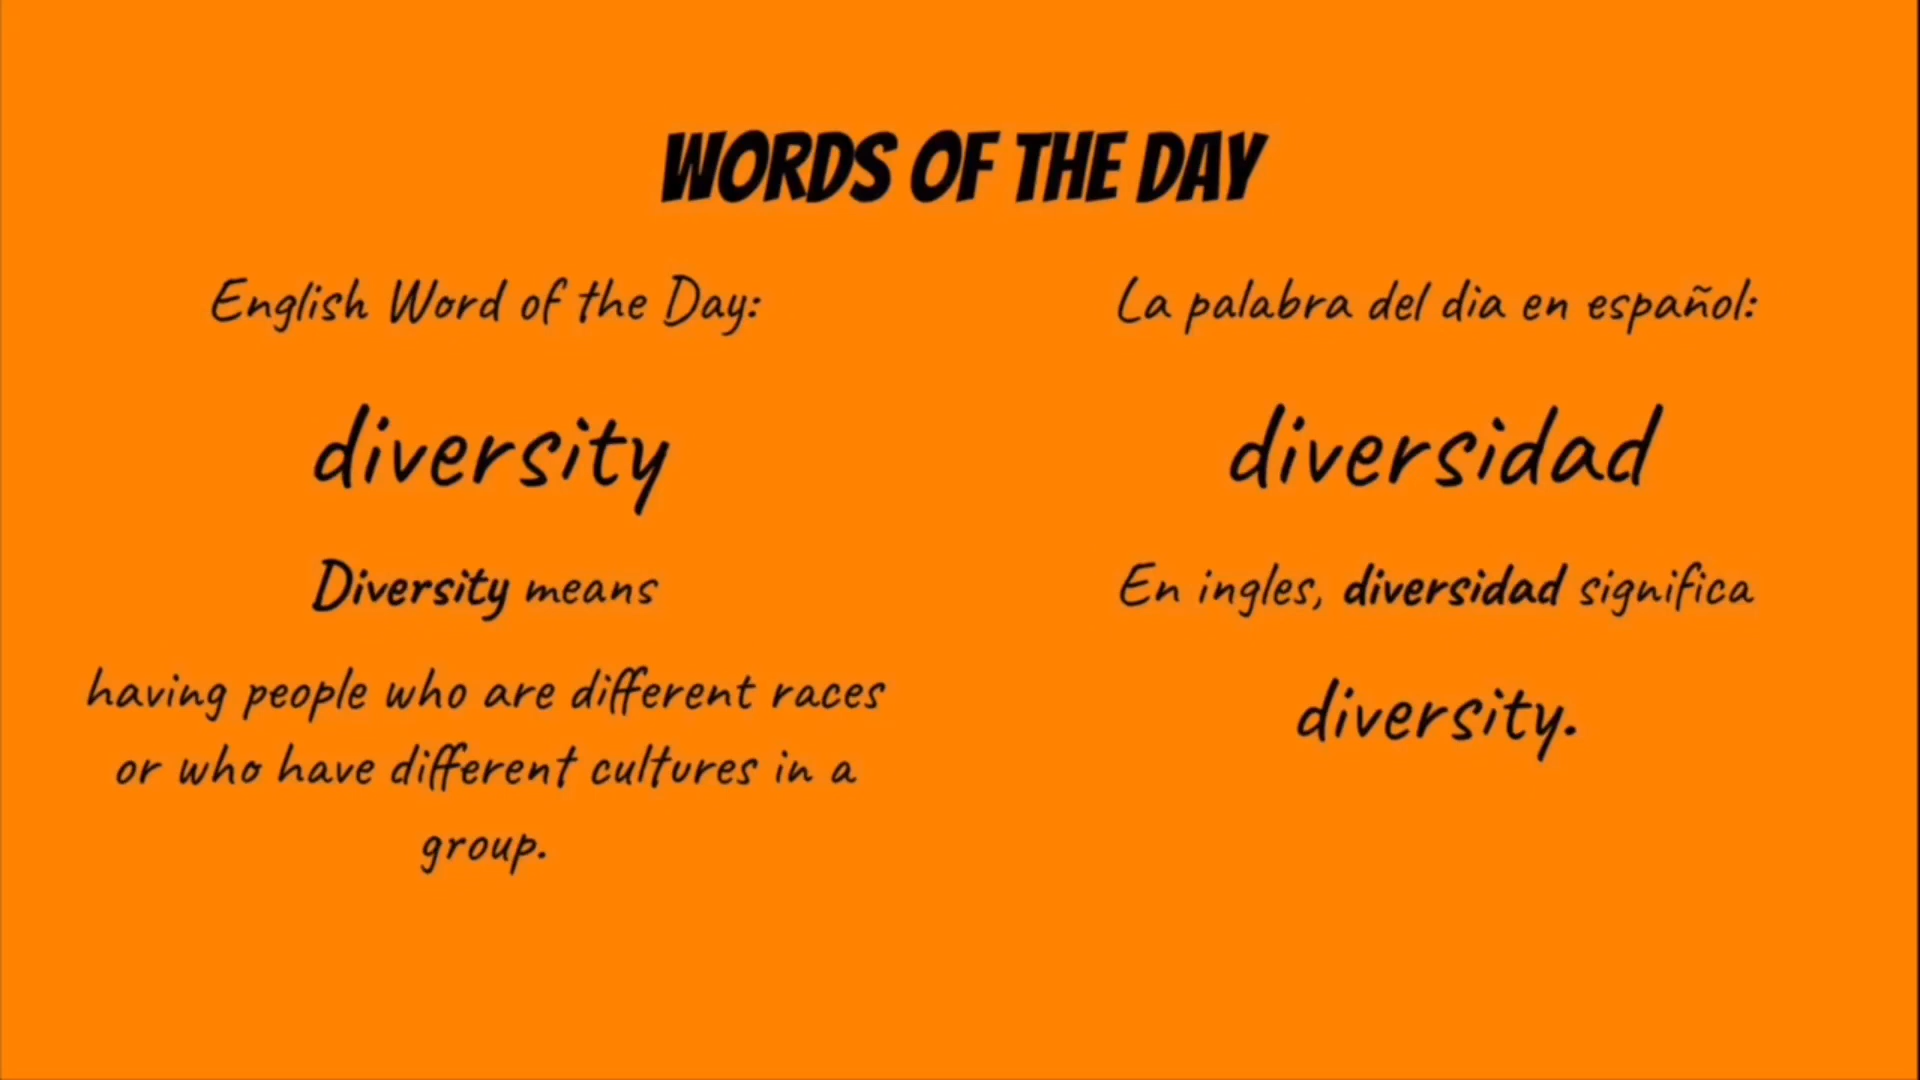 WORDS OF THE DAY
English Word of the Day:
diversity
Diversity means
having people who are different races
or who have different cultures in a
group.
La palabra del dia en español:
diversidad
En ingles, diversidad significa
diversity.